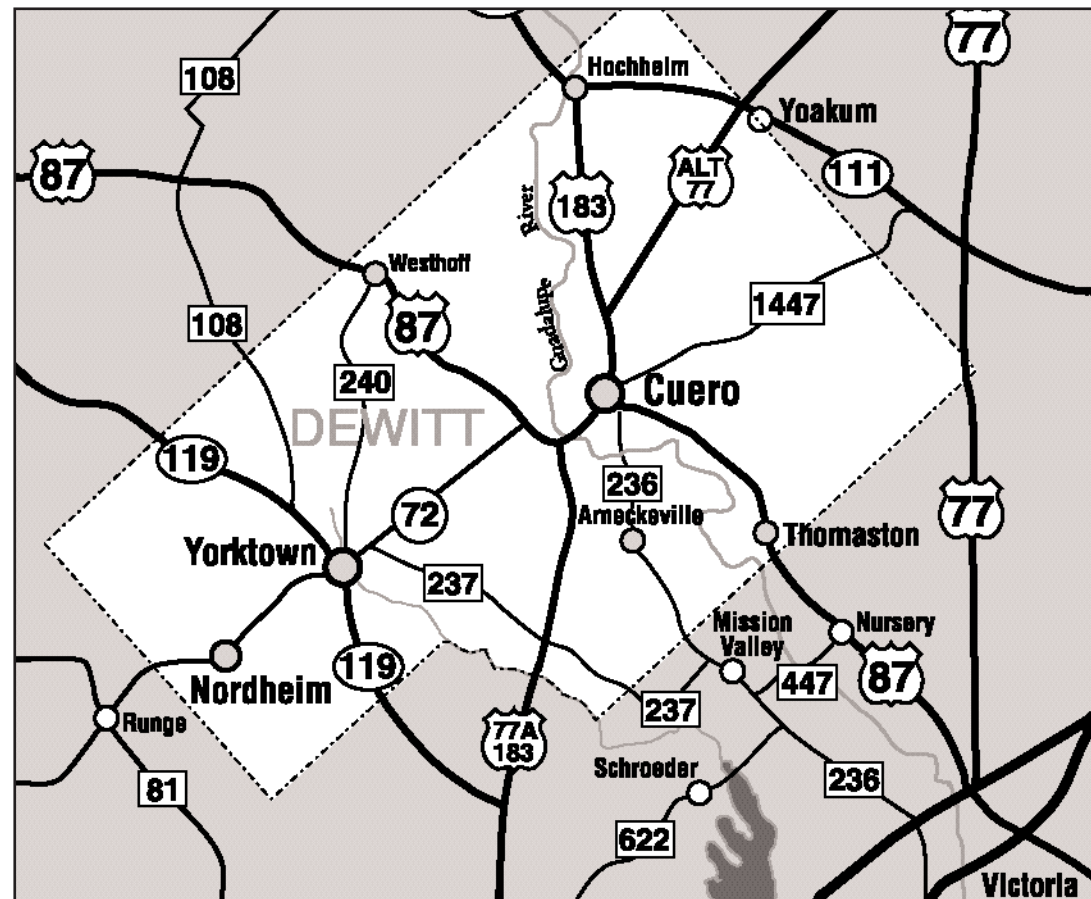 77
Hochheim
108
Yoakum
87
ALT
77
111
183
River
Westhoff
Guadalupe
1447
108
87
240
Cuero
DEWITT
119
236
77
72
Arneckeville
Thomaston
Yorktown
237
Mission
Valley
Nursery
119
447
87
Nordheim
237
Runge
77A
183
Schroeder
236
81
622
Victoria